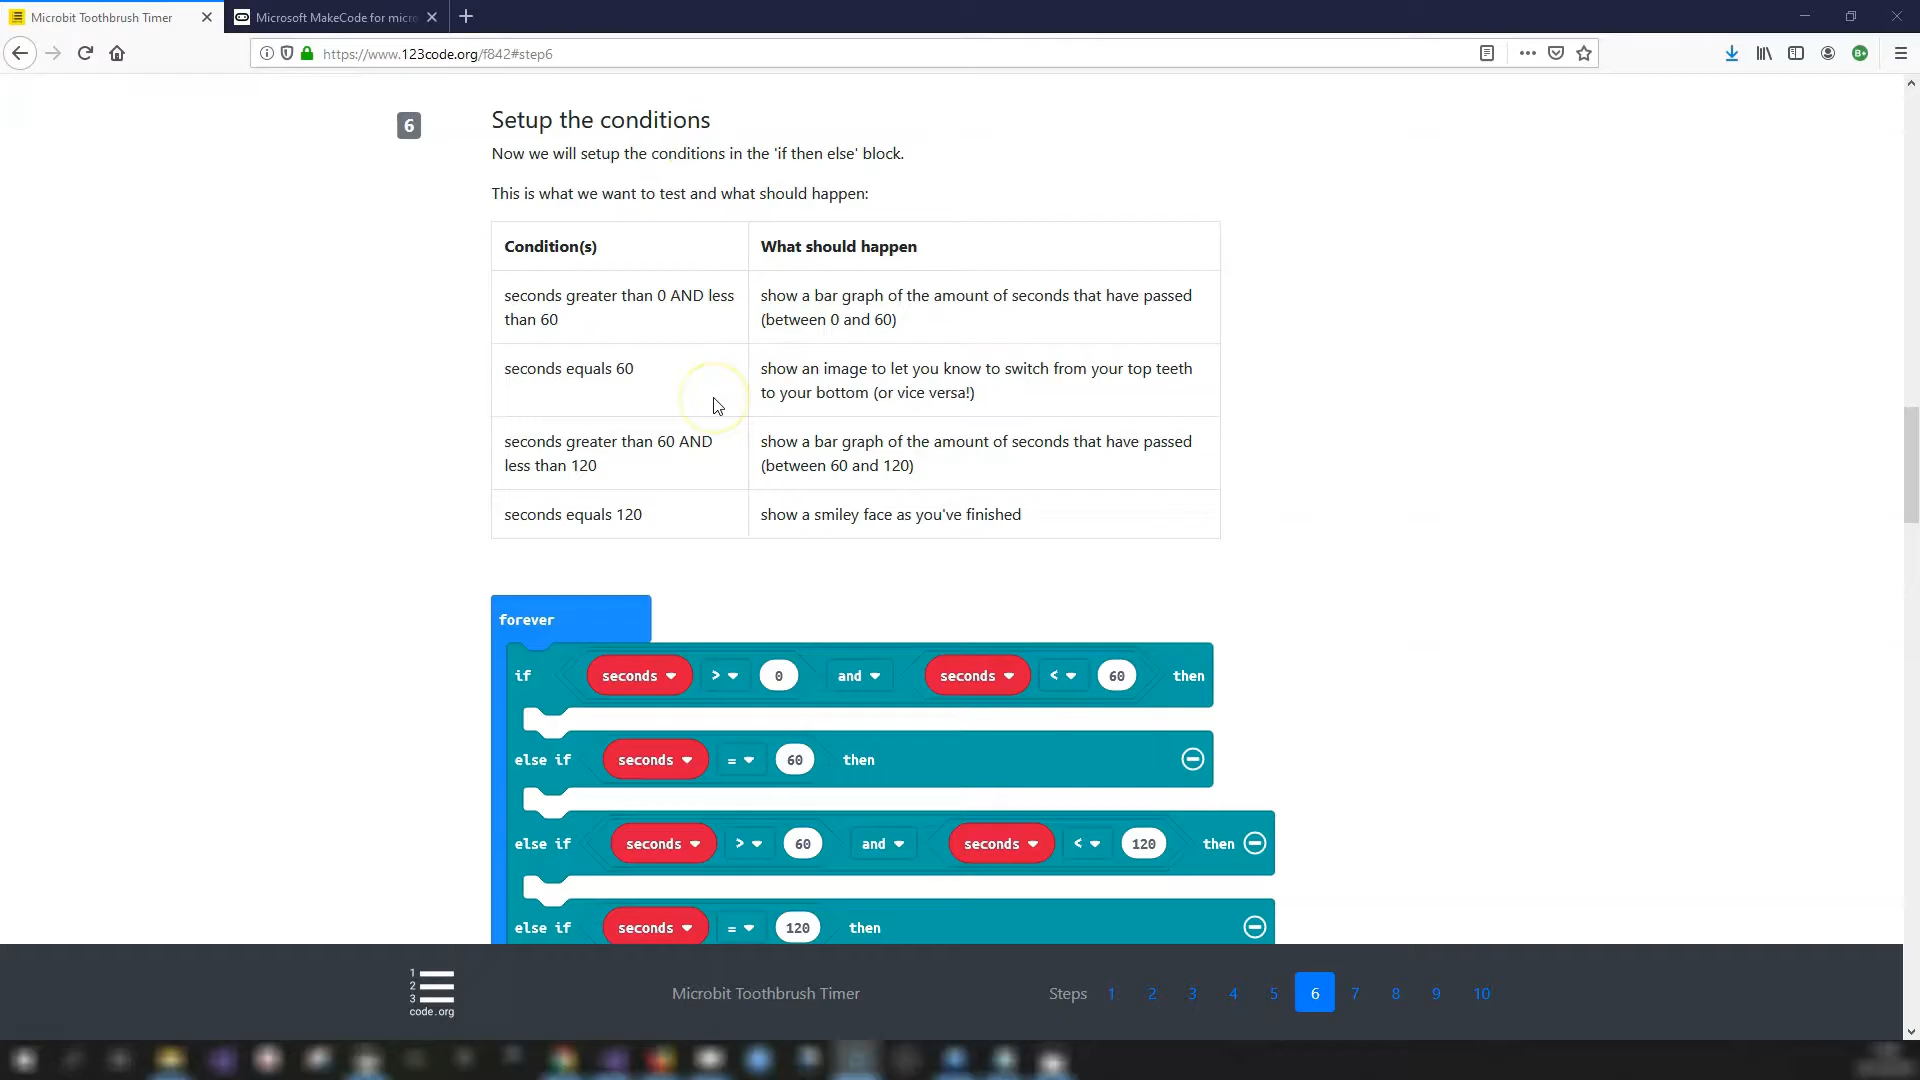 Microbit Toothbrush Timer
Microsoft MakeCode for micro
https://www.123code.org/f842#step6
6
Setup the conditions
Now we will setup the conditions in the 'if then else' block.
This is what we want to test and what should happen:
Condition(s) What should happen
seconds greater than 0 AND less
than 60
show a bar graph of the amount of seconds that have passed
(between 0 and 60)
seconds equals 60
show an image to let you know to switch from your top teeth
to your bottom (or vice versa!)
seconds greater than 60 AND
less than 120
show a bar graph of the amount of seconds that have passed
(between 60 and 120)
seconds equals 120
show a smiley face as you've finished
forever
if seconds > 0 and seconds < 60 then
else if seconds = 60 then
else if seconds > 60 and seconds < 120 then
else if seconds = 120 then
1
2
3
code.org
Microbit Toothbrush Timer
Steps 1 2 3 4 5 6 7 8 9 10